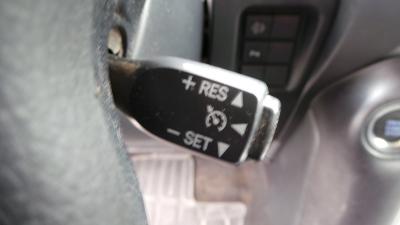 + RES ▲
◀
− SET ▼